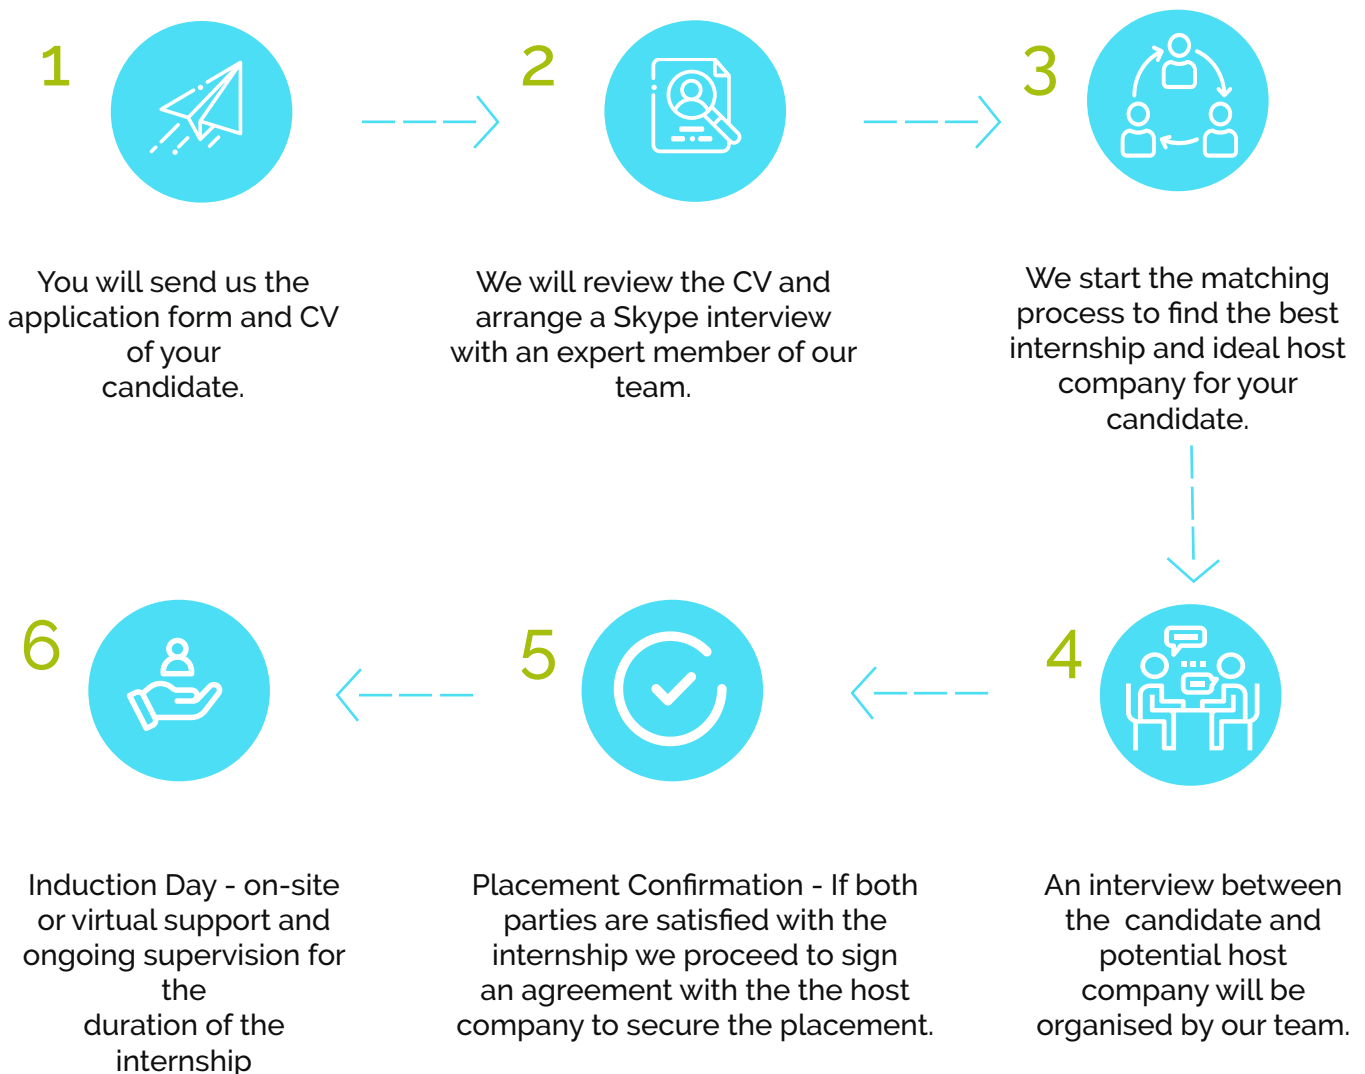 1
You will send us the
application form and CV
of your
candidate.
2
We will review the CV and
arrange a Skype interview
with an expert member of our
team.
3
We start the matching
process to find the best
internship and ideal host
company for your
candidate.
4
An interview between
the  candidate and
potential host
company will be
organised by our team.
5
Placement Confirmation - If both
parties are satisfied with the
internship we proceed to sign
an agreement with the the host
company to secure the placement.
6
Induction Day - on-site
or virtual support and
ongoing supervision for
the
duration of the
internship